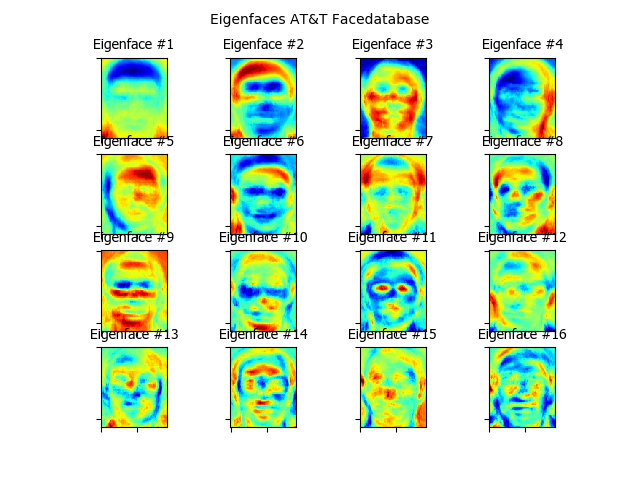 Eigenfaces AT&T Facedatabase
Eigenface #1 Eigenface #2 Eigenface #3 Eigenface #4
Eigenface #5 Eigenface #6 Eigenface #7 Eigenface #8
Eigenface #9 Eigenface #10 Eigenface #11 Eigenface #12
Eigenface #13 Eigenface #14 Eigenface #15 Eigenface #16